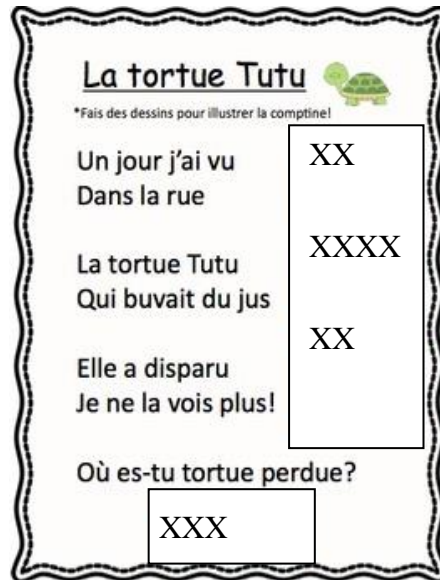 La tortue Tutu
*Fais des dessins pour illustrer la comptine!
Un jour j'ai vu
XX
Dans la rue
XXXX
La tortue Tutu
Qui buvait du jus
XX
Elle a disparu
Je ne la vois plus!
Où es-tu tortue perdue?
XXX